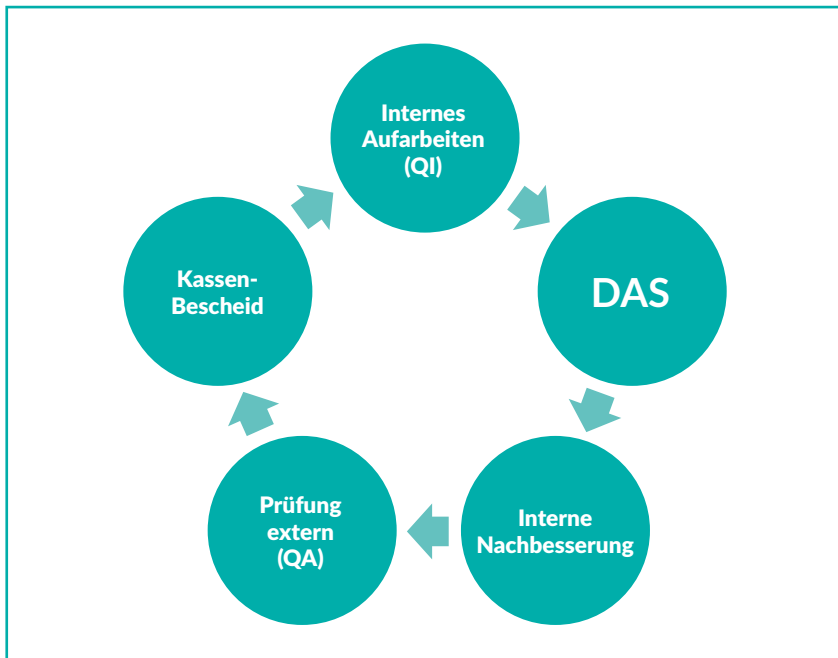 Internes
Aufarbeiten
(QI)
DAS
Interne
Nachbesserung
Prüfung
extern
(QA)
Kassen-
Bescheid